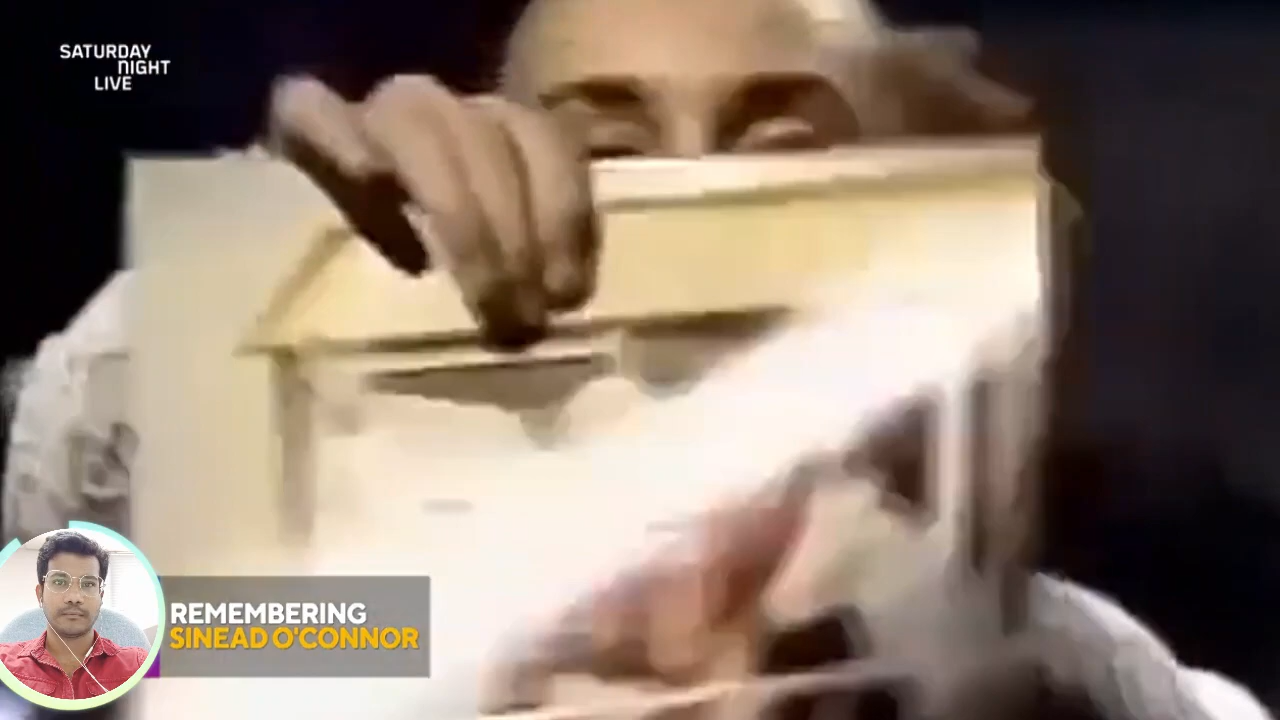 SATURDAY
NIGHT
LIVE
REMEMBERING
SINEAD O'CONNOR